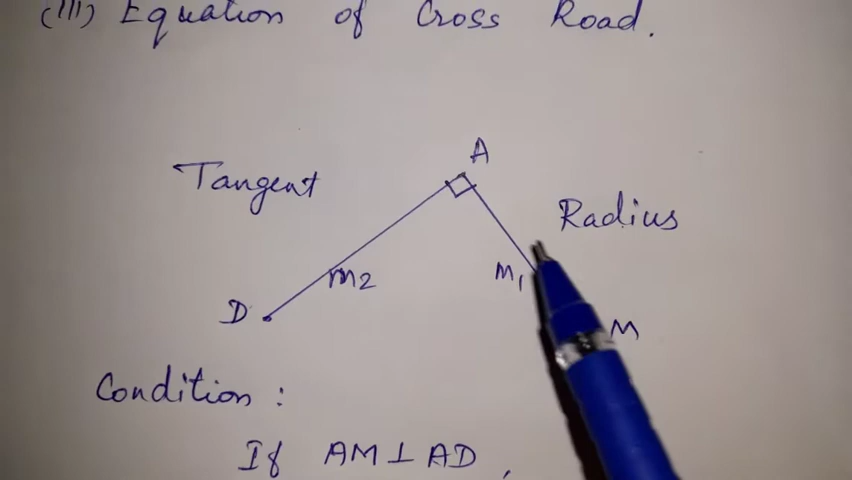 (III) Equation of Cross Road.
A
Tangent
Radius
m2
M1
D
M
Condition :
If AM⊥AD,